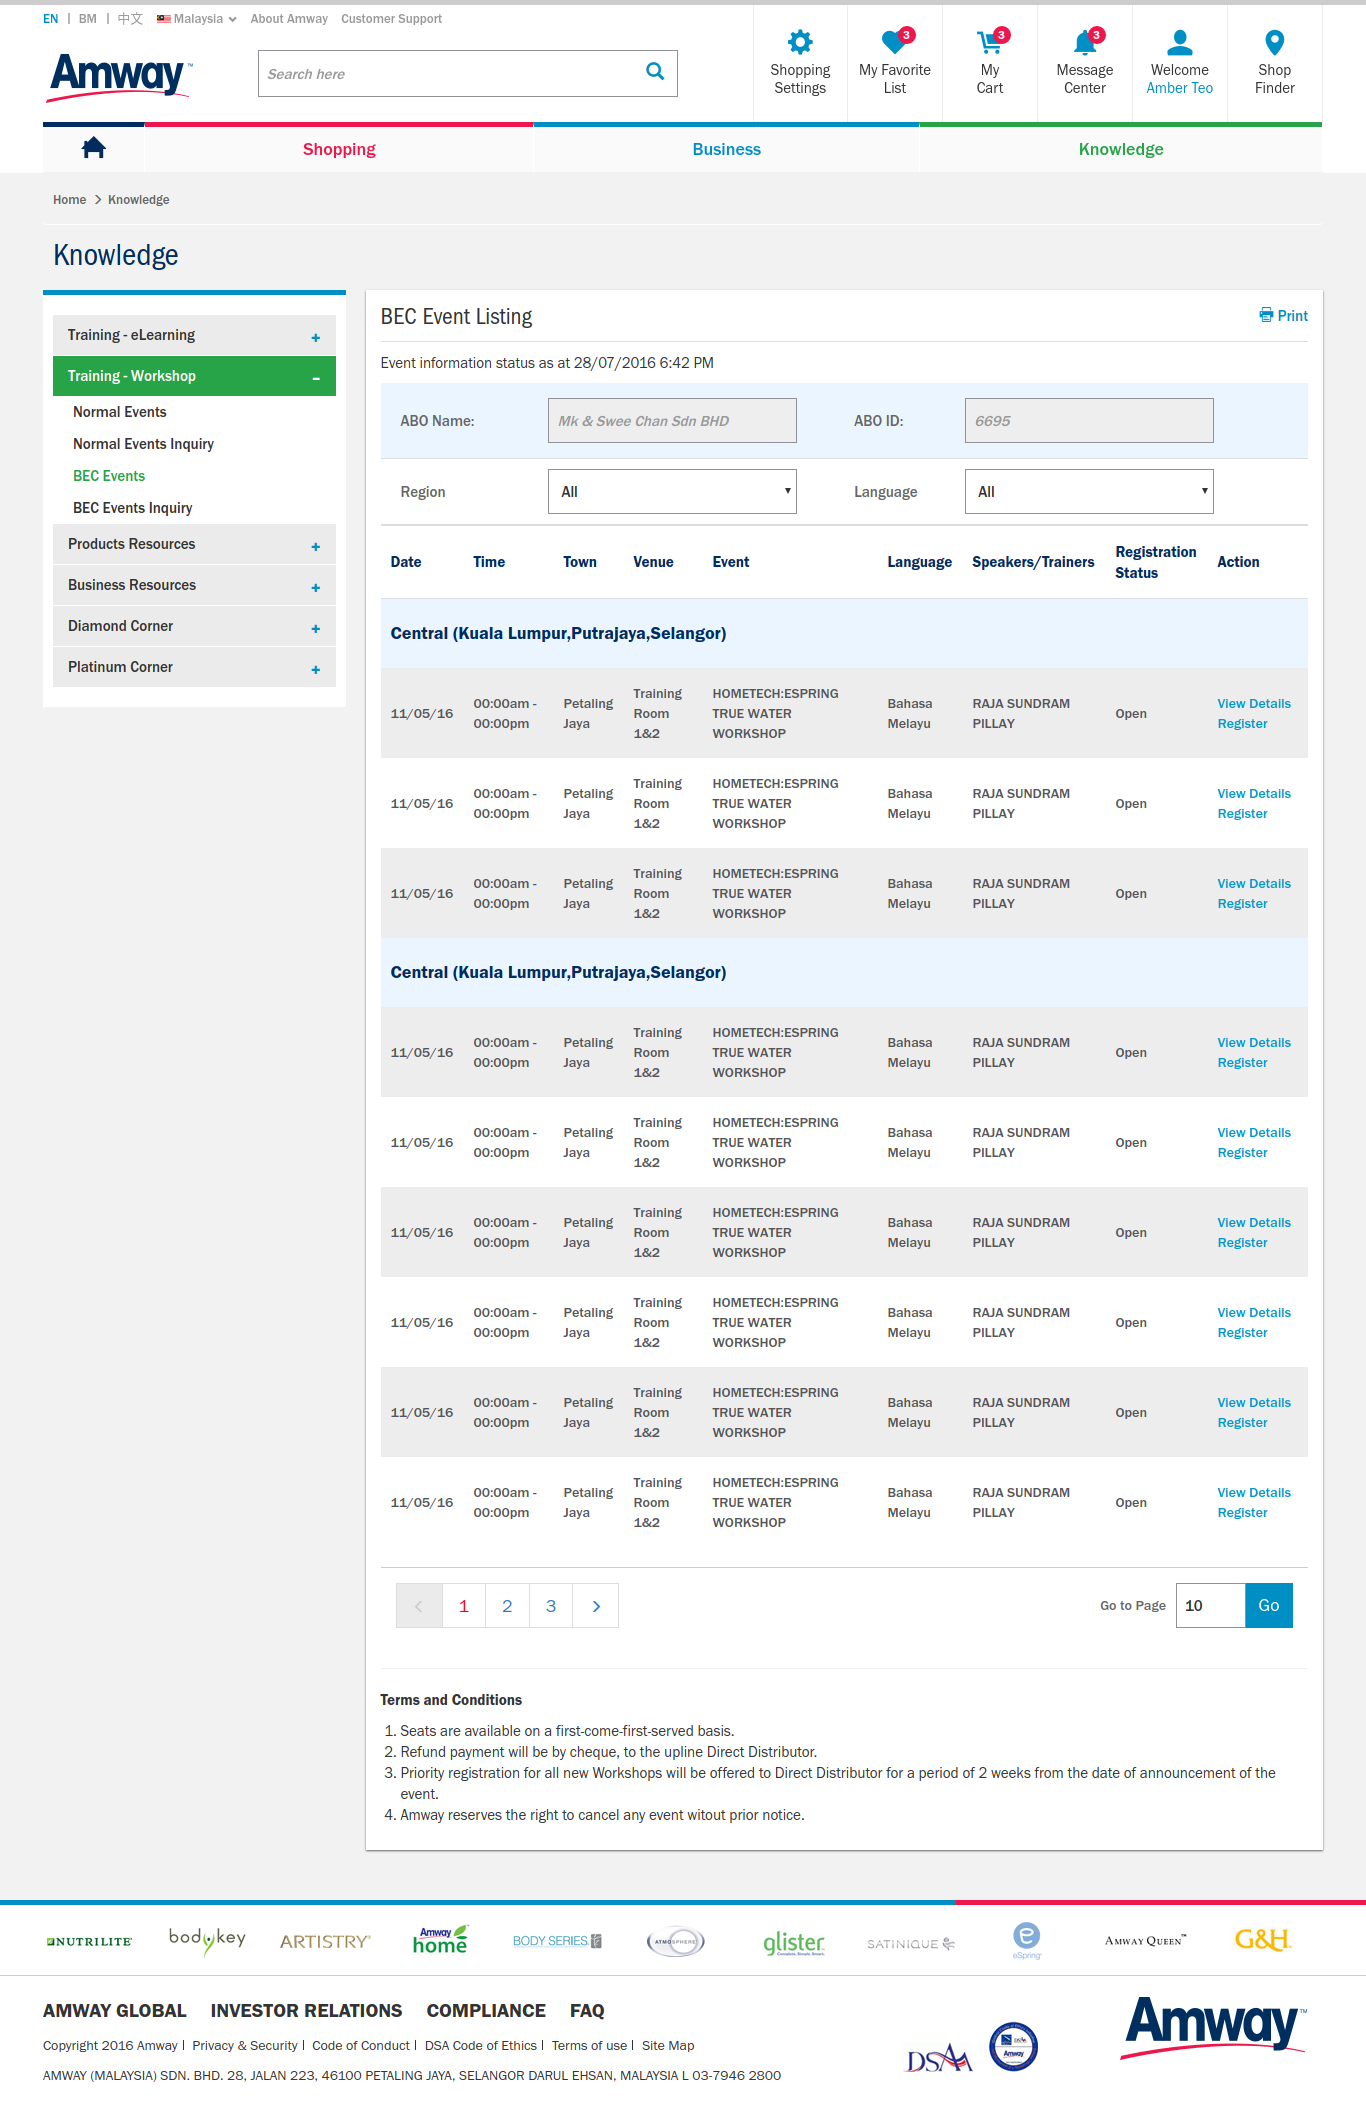 EN | BM | 中文 Malaysia About Amway Customer Support
Amway™
Search here
Shopping Settings
3
My Favorite List
3
My Cart
3
Message Center
Welcome Amber Teo
Shop Finder
Shopping Business Knowledge
Home > Knowledge
Knowledge
Training - eLearning +
Training - Workshop -
Normal Events
Normal Events Inquiry
BEC Events
BEC Events Inquiry
Products Resources +
Business Resources +
Diamond Corner +
Platinum Corner +
BEC Event Listing Print
Event information status as at 28/07/2016 6:42 PM
ABO Name: Mk & Swee Chan Sdn BHD ABO ID: 6695
Region All Language All
Date Time Town Venue Event Language Speakers/Trainers Registration Status Action
Central (Kuala Lumpur,Putrajaya,Selangor)
11/05/16 00:00am - 00:00pm Petaling Jaya Training Room 1&2 HOMETECH:ESPRING TRUE WATER WORKSHOP Bahasa Melayu RAJA SUNDRAM PILLAY Open View Details Register
11/05/16 00:00am - 00:00pm Petaling Jaya Training Room 1&2 HOMETECH:ESPRING TRUE WATER WORKSHOP Bahasa Melayu RAJA SUNDRAM PILLAY Open View Details Register
11/05/16 00:00am - 00:00pm Petaling Jaya Training Room 1&2 HOMETECH:ESPRING TRUE WATER WORKSHOP Bahasa Melayu RAJA SUNDRAM PILLAY Open View Details Register
Central (Kuala Lumpur,Putrajaya,Selangor)
11/05/16 00:00am - 00:00pm Petaling Jaya Training Room 1&2 HOMETECH:ESPRING TRUE WATER WORKSHOP Bahasa Melayu RAJA SUNDRAM PILLAY Open View Details Register
11/05/16 00:00am - 00:00pm Petaling Jaya Training Room 1&2 HOMETECH:ESPRING TRUE WATER WORKSHOP Bahasa Melayu RAJA SUNDRAM PILLAY Open View Details Register
11/05/16 00:00am - 00:00pm Petaling Jaya Training Room 1&2 HOMETECH:ESPRING TRUE WATER WORKSHOP Bahasa Melayu RAJA SUNDRAM PILLAY Open View Details Register
11/05/16 00:00am - 00:00pm Petaling Jaya Training Room 1&2 HOMETECH:ESPRING TRUE WATER WORKSHOP Bahasa Melayu RAJA SUNDRAM PILLAY Open View Details Register
11/05/16 00:00am - 00:00pm Petaling Jaya Training Room 1&2 HOMETECH:ESPRING TRUE WATER WORKSHOP Bahasa Melayu RAJA SUNDRAM PILLAY Open View Details Register
11/05/16 00:00am - 00:00pm Petaling Jaya Training Room 1&2 HOMETECH:ESPRING TRUE WATER WORKSHOP Bahasa Melayu RAJA SUNDRAM PILLAY Open View Details Register
< 1 2 3 > Go to Page 10 Go
Terms and Conditions
1. Seats are available on a first-come-first-served basis.
2. Refund payment will be by cheque, to the upline Direct Distributor.
3. Priority registration for all new Workshops will be offered to Direct Distributor for a period of 2 weeks from the date of announcement of the
event.
4. Amway reserves the right to cancel any event witout prior notice.
NUTRILITE bodykey ARTISTRY Amway home BODY SERIES ATMOSPHERE glister SATINIQUE eSpring AMWAY QUEEN™ G&H
AMWAY GLOBAL INVESTOR RELATIONS COMPLIANCE FAQ
Copyright 2016 Amway | Privacy & Security | Code of Conduct | DSA Code of Ethics | Terms of use | Site Map
AMWAY (MALAYSIA) SDN. BHD. 28, JALAN 223, 46100 PETALING JAYA, SELANGOR DARUL EHSAN, MALAYSIA L 03-7946 2800
DSAM
Amway
Amway™